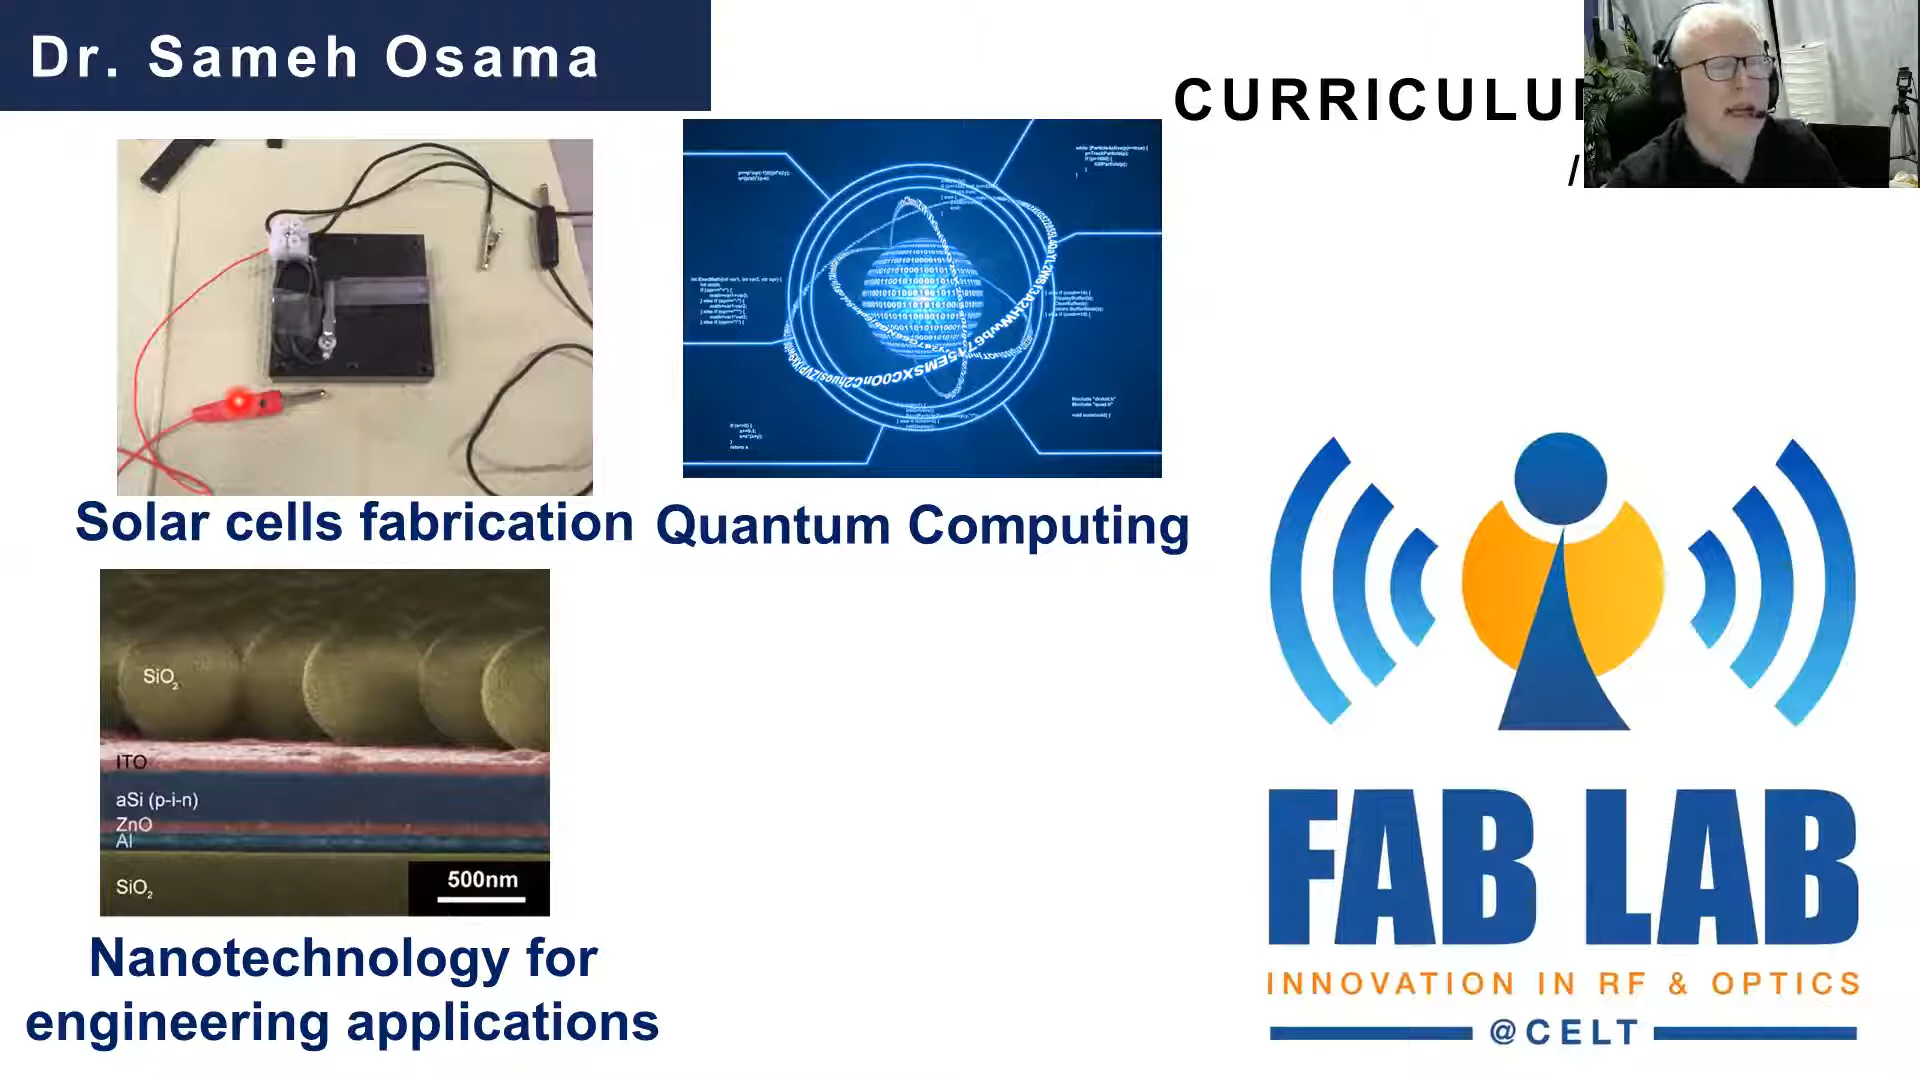 Dr. Sameh Osama
CURRICULU
/
Solar cells fabrication
Quantum Computing
SiO₂
ITO
aSi (p-i-n)
ZnO
Al
SiO₂
500nm
Nanotechnology for
engineering applications
FAB LAB
INNOVATION IN RF & OPTICS
@CELT